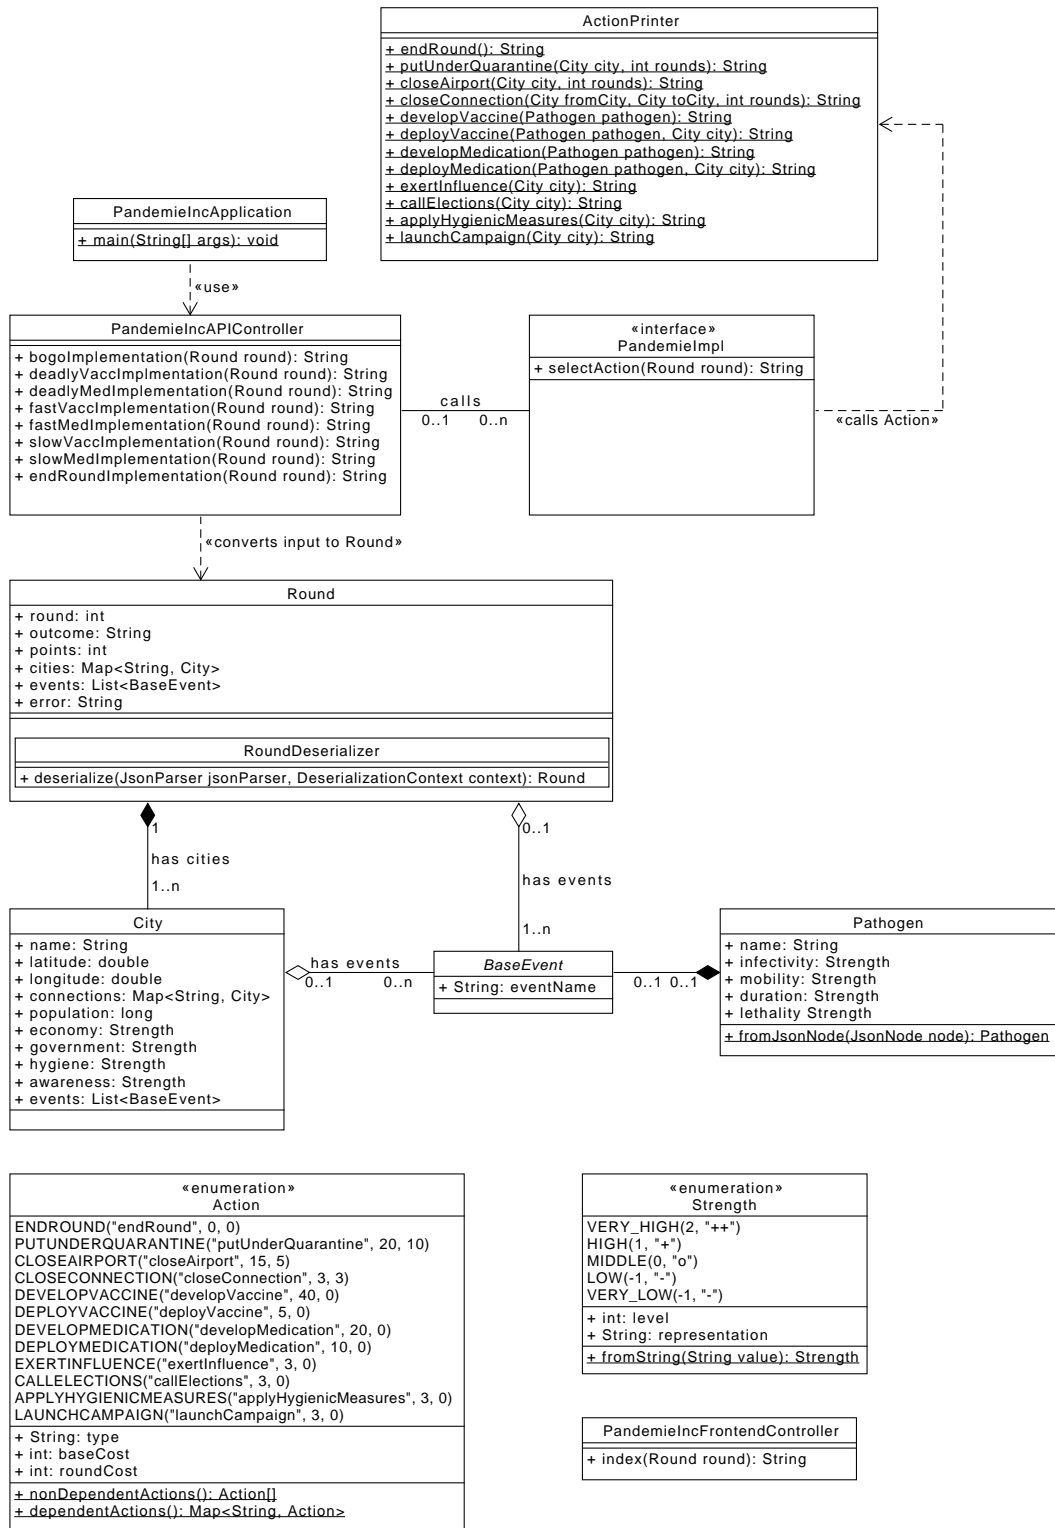 ActionPrinter
+ endRound(): String
+ putUnderQuarantine(City city, int rounds): String
+ closeAirport(City city, int rounds): String
+ closeConnection(City fromCity, City toCity, int rounds): String
+ developVaccine(Pathogen pathogen): String
+ deployVaccine(Pathogen pathogen, City city): String
+ developMedication(Pathogen pathogen): String
+ deployMedication(Pathogen pathogen, City city): String
+ exertInfluence(City city): String
+ callElections(City city): String
+ applyHygienicMeasures(City city): String
+ launchCampaign(City city): String
PandemieIncApplication
+ main(String[] args): void
«use»
PandemieIncAPIController
+ bogoImplementation(Round round): String
+ deadlyVaccImplmentation(Round round): String
+ deadlyMedImplementation(Round round): String
+ fastVaccImplementation(Round round): String
+ fastMedImplementation(Round round): String
+ slowVaccImplementation(Round round): String
+ slowMedImplementation(Round round): String
+ endRoundImplementation(Round round): String
calls
0..1 0..n
«interface»
PandemieImpl
+ selectAction(Round round): String
«calls Action»
«converts input to Round»
Round
+ round: int
+ outcome: String
+ points: int
+ cities: Map<String, City>
+ events: List<BaseEvent>
+ error: String
RoundDeserializer
+ deserialize(JsonParser jsonParser, DeserializationContext context): Round
1
has cities
1..n
0..1
has events
1..n
City
+ name: String
+ latitude: double
+ longitude: double
+ connections: Map<String, City>
+ population: long
+ economy: Strength
+ government: Strength
+ hygiene: Strength
+ awareness: Strength
+ events: List<BaseEvent>
has events
0..1 0..n
BaseEvent
+ String: eventName
0..1 0..1
Pathogen
+ name: String
+ infectivity: Strength
+ mobility: Strength
+ duration: Strength
+ lethality Strength
+ fromJsonNode(JsonNode node): Pathogen
«enumeration»
Action
ENDROUND("endRound", 0, 0)
PUTUNDERQUARANTINE("putUnderQuarantine", 20, 10)
CLOSEAIRPORT("closeAirport", 15, 5)
CLOSECONNECTION("closeConnection", 3, 3)
DEVELOPVACCINE("developVaccine", 40, 0)
DEPLOYVACCINE("deployVaccine", 5, 0)
DEVELOPMEDICATION("developMedication", 20, 0)
DEPLOYMEDICATION("deployMedication", 10, 0)
EXERTINFLUENCE("exertInfluence", 3, 0)
CALLELECTIONS("callElections", 3, 0)
APPLYHYGIENICMEASURES("applyHygienicMeasures", 3, 0)
LAUNCHCAMPAIGN("launchCampaign", 3, 0)
+ String: type
+ int: baseCost
+ int: roundCost
+ nonDependentActions(): Action[]
+ dependentActions(): Map<String, Action>
«enumeration»
Strength
VERY_HIGH(2, "++")
HIGH(1, "+")
MIDDLE(0, "o")
LOW(-1, "-")
VERY_LOW(-1, "-")
+ int: level
+ String: representation
+ fromString(String value): Strength
PandemieIncFrontendController
+ index(Round round): String